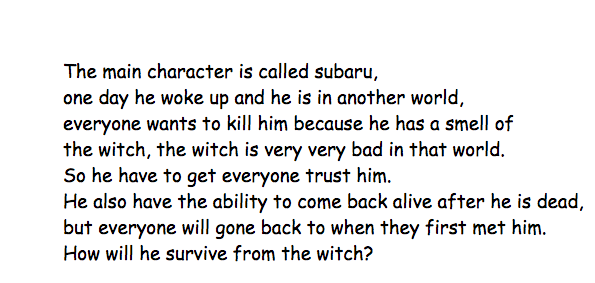 The main character is called subaru,
one day he woke up and he is in another world,
everyone wants to kill him because he has a smell of
the witch, the witch is very very bad in that world.
So he have to get everyone trust him.
He also have the ability to come back alive after he is dead,
but everyone will gone back to when they first met him.
How will he survive from the witch?